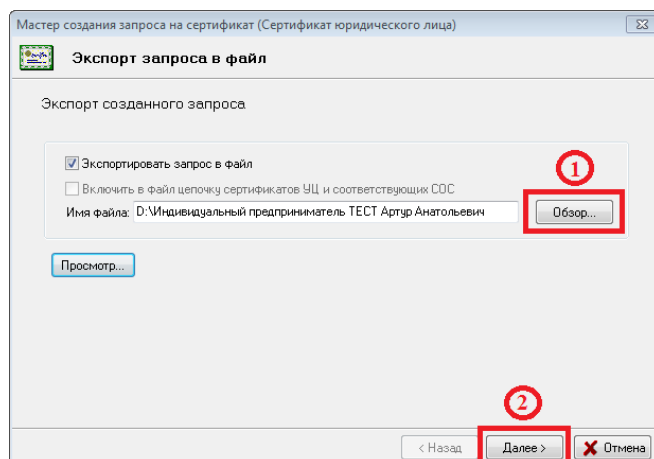 Мастер создания запроса на сертификат (Сертификат юридического лица)
Экспорт запроса в файл
Экспорт созданного запроса
Экспортировать запрос в файл
Включить в файл цепочку сертификатов УЦ и соответствующих СОС
1
Имя файла: D:\Индивидуальный предприниматель ТЕСТ Артур Анатольевич Обзор...
Просмотр...
2
< Назад Далее > Отмена